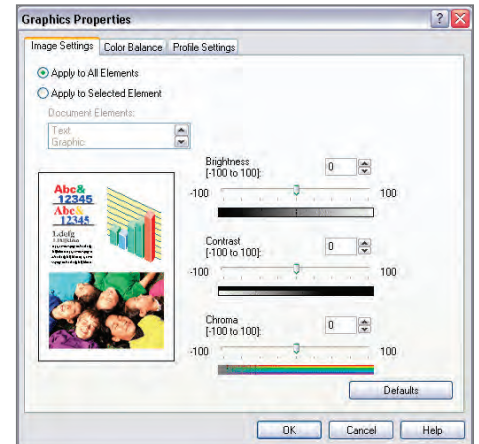 Graphics Properties
Image Settings Color Balance Profile Settings
Apply to All Elements
Apply to Selected Element
Document Elements:
Text
Graphic
Brightness
[-100 to 100]: 0
-100 100
Contrast
[-100 to 100]: 0
-100 100
Chroma
[-100 to 100]: 0
-100 100
Abc&
12345
Abc&
12345
Defaults
OK Cancel Help